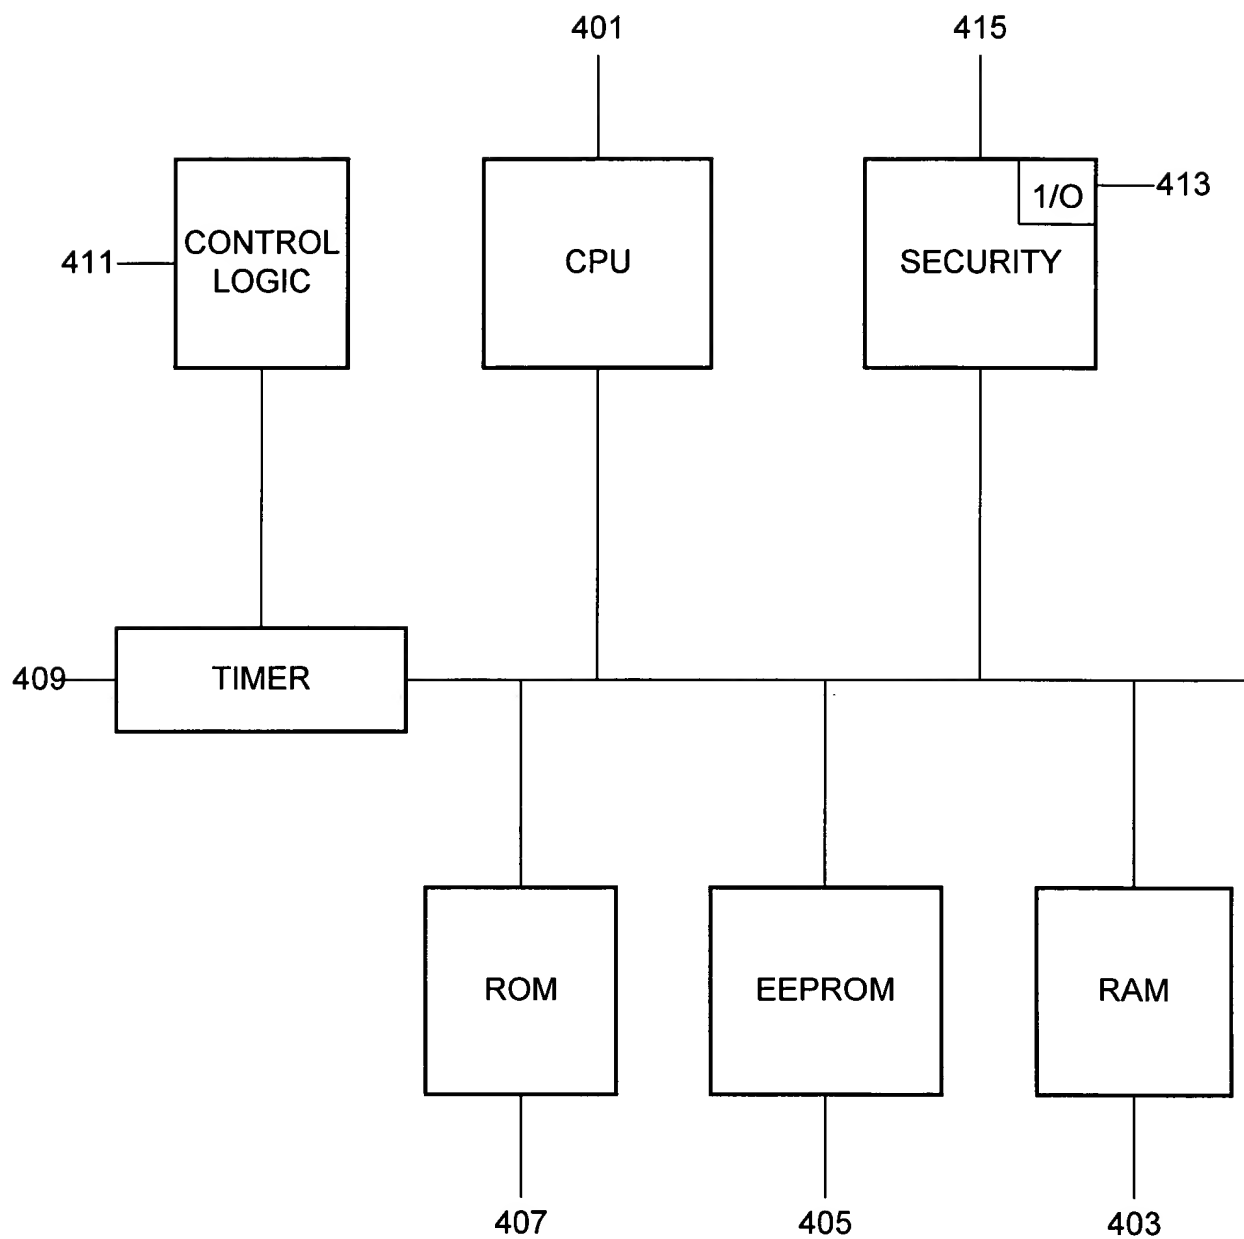 401
415
413
1/O
411
CONTROL
LOGIC
CPU
SECURITY
409
TIMER
ROM
EEPROM
RAM
407
405
403